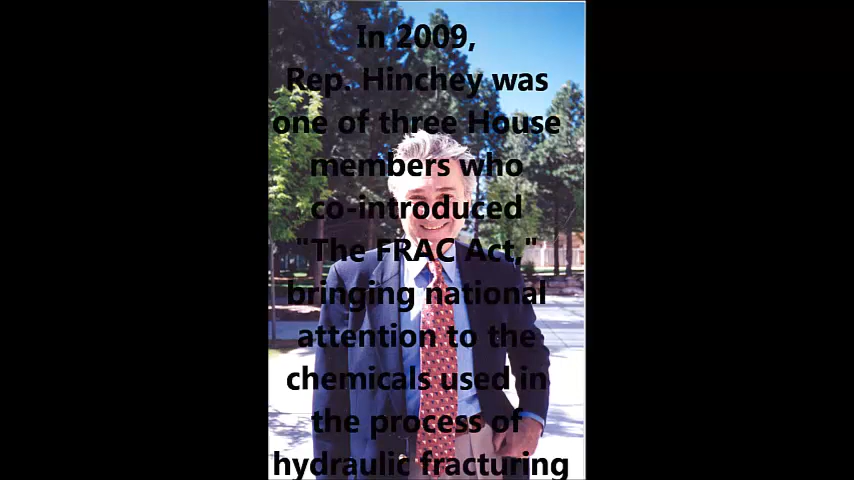 In 2009,
Rep. Hinchey was
one of three House
members who
co-introduced
"The FRAC Act,"
bringing national
attention to the
chemicals used in
the process of
hydraulic fracturing